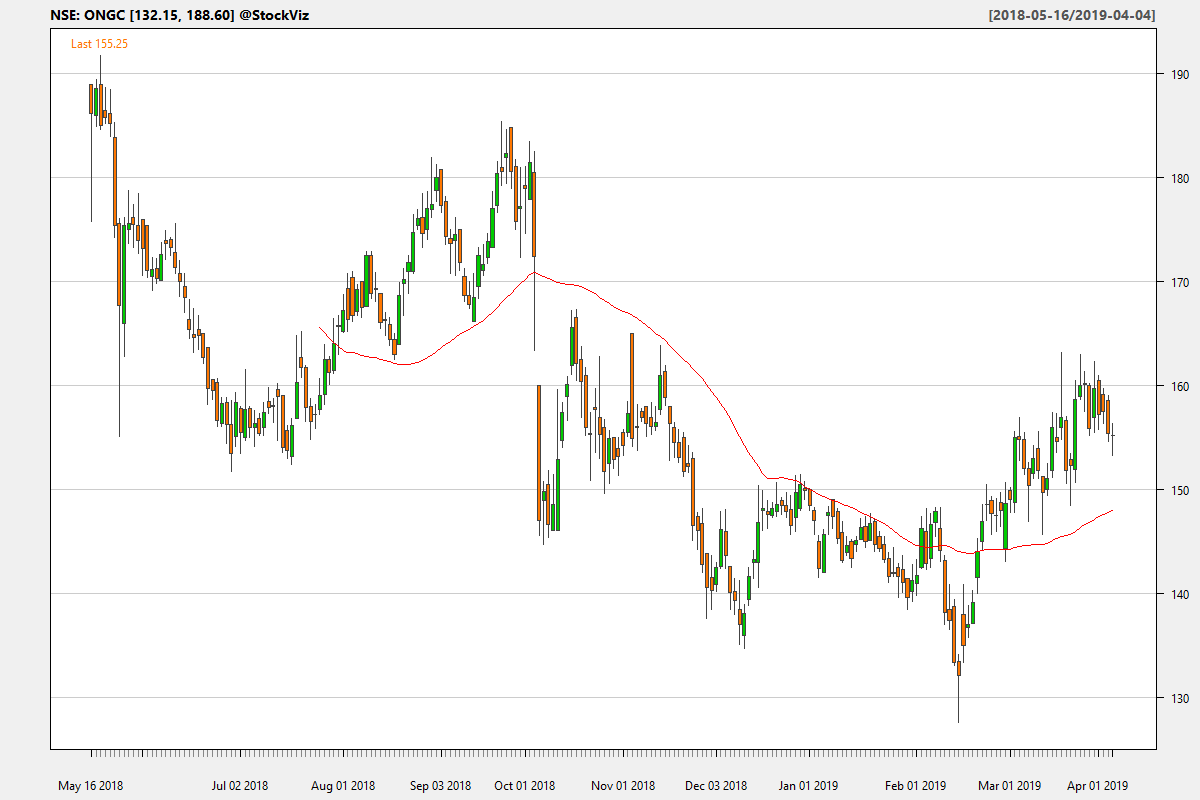 NSE: ONGC [132.15, 188.60] @StockViz
[2018-05-16/2019-04-04]
Last 155.25
190
180
170
160
150
140
130
May 16 2018 Jul 02 2018 Aug 01 2018 Sep 03 2018 Oct 01 2018 Nov 01 2018 Dec 03 2018 Jan 01 2019 Feb 01 2019 Mar 01 2019 Apr 01 2019